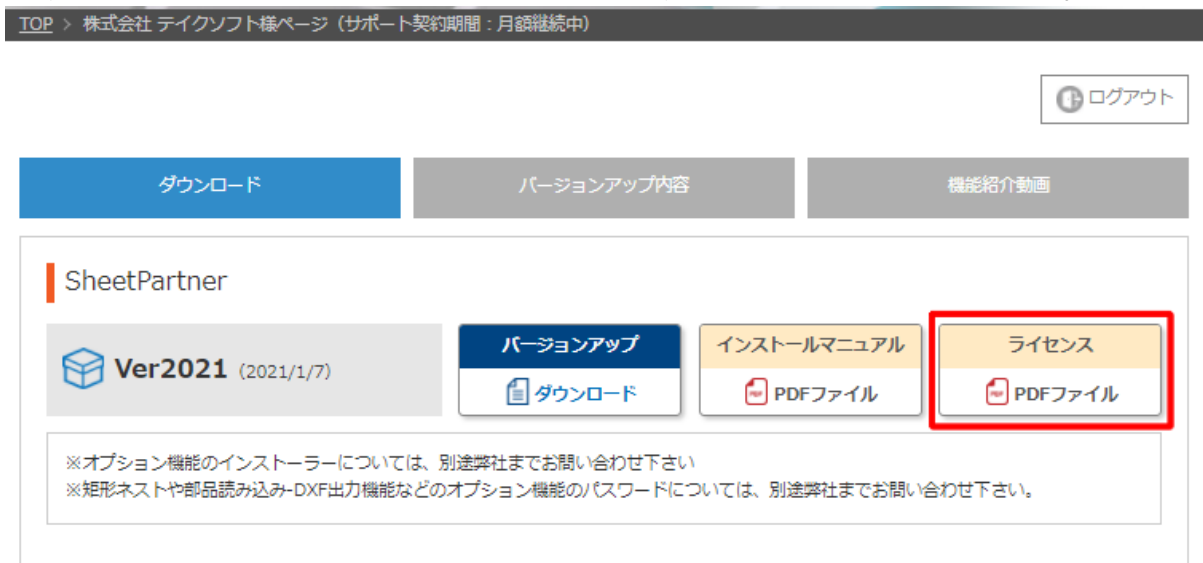 TOP > 株式会社 テイクソフト様ページ（サポート契約期間：月額継続中）
ログアウト
ダウンロード
バージョンアップ内容
機能紹介動画
SheetPartner
Ver2021 (2021/1/7)
バージョンアップ
ダウンロード
インストールマニュアル
PDFファイル
ライセンス
PDFファイル
※オプション機能のインストーラーについては、別途弊社までお問い合わせ下さい
※矩形ネストや部品読み込み-DXF出力機能などのオプション機能のパスワードについては、別途弊社までお問い合わせ下さい。